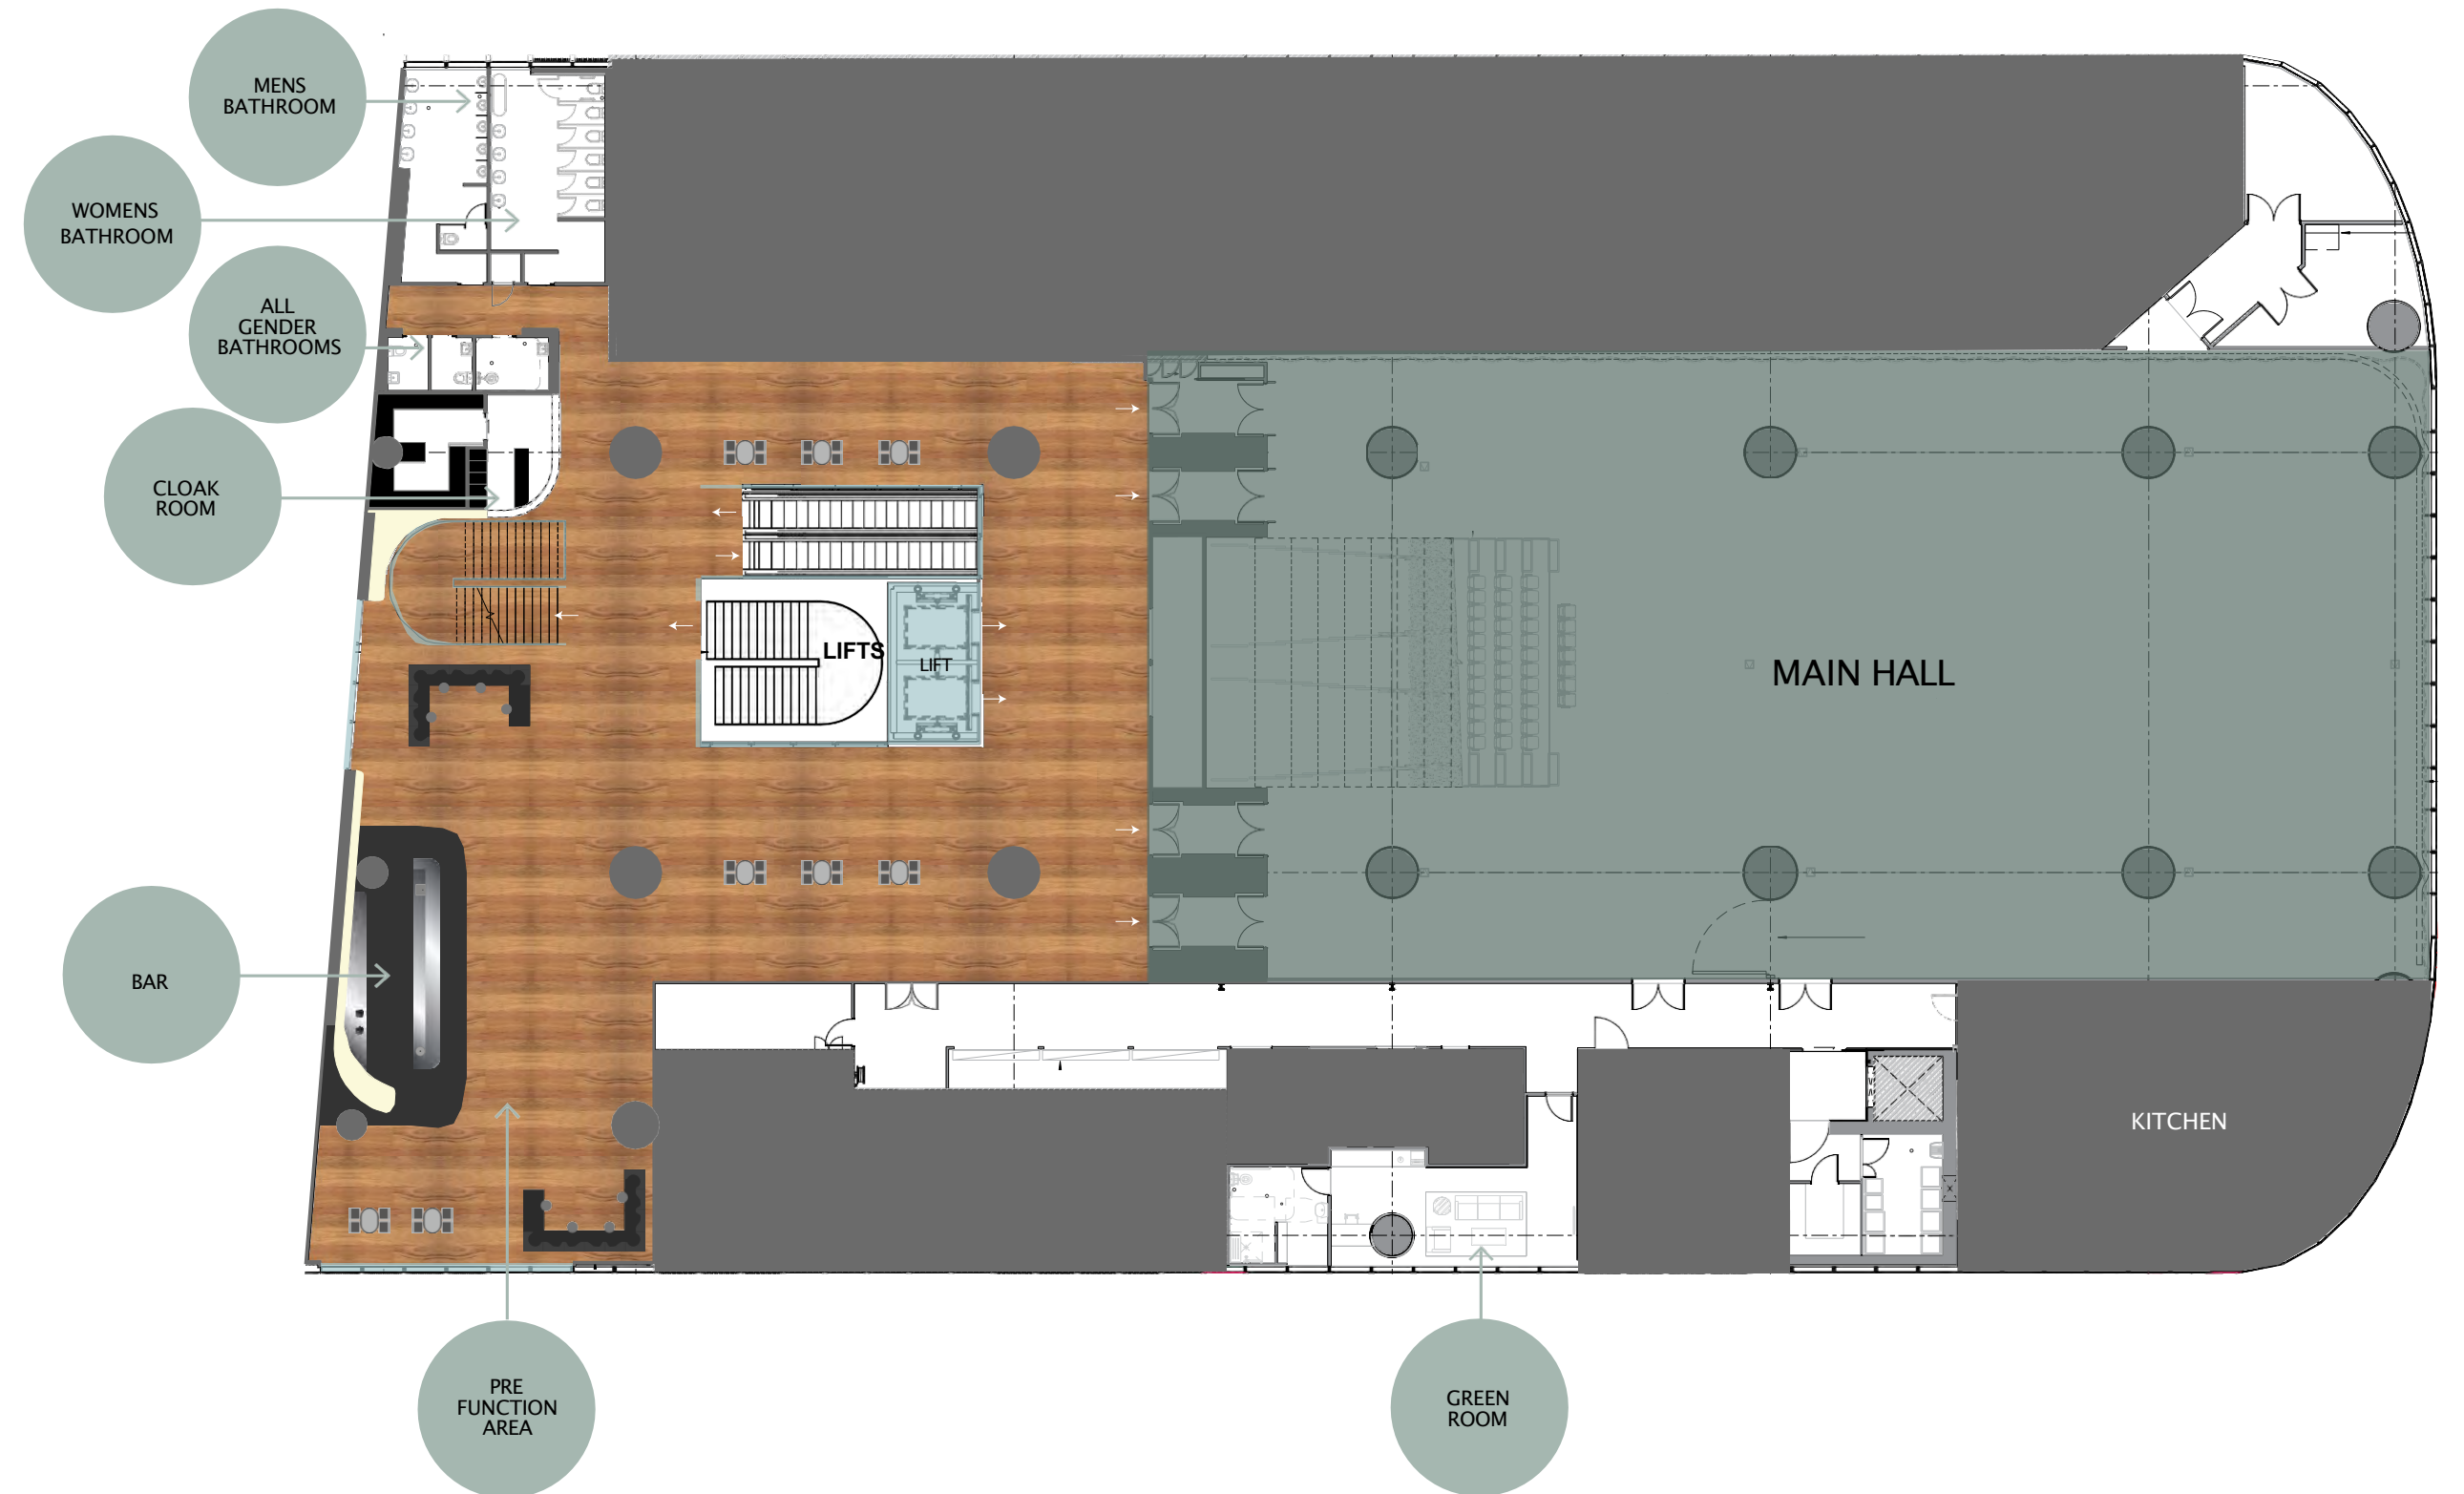 MENS
BATHROOM
WOMENS
BATHROOM
ALL
GENDER
BATHROOMS
CLOAK
ROOM
LIFTS
LIFT
MAIN HALL
BAR
KITCHEN
PRE
FUNCTION
AREA
GREEN
ROOM